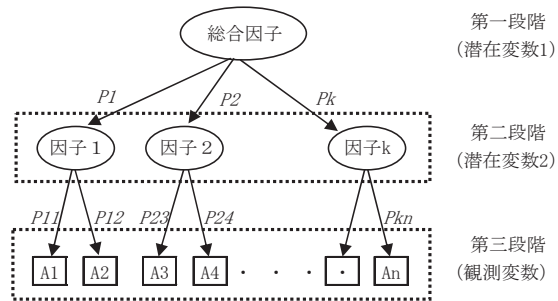 総合因子
第一段階
(潜在変数1)
P1
P2
Pk
因子1
因子2
因子k
第二段階
(潜在変数2)
P11
P12
P23
P24
Pkn
A1
A2
A3
A4
・・・
・
An
第三段階
(観測変数)